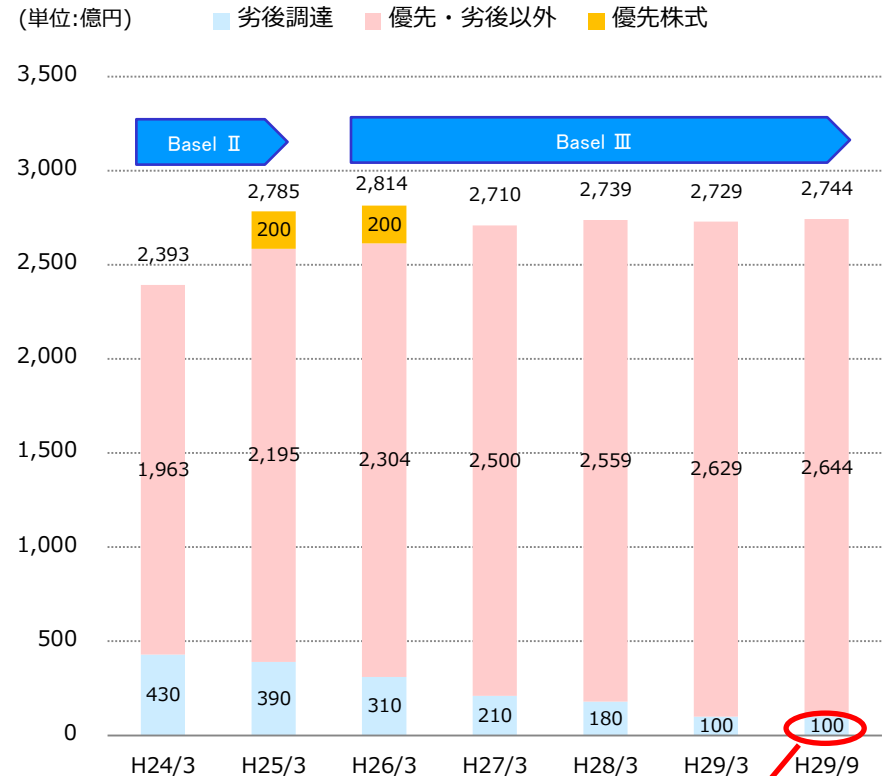 (単位:億円)
劣後調達 優先・劣後以外 優先株式
3,500
3,000
2,500
2,000
1,500
1,000
500
0
Basel Ⅱ
Basel Ⅲ
2,393 2,785 2,814 2,710 2,739 2,729 2,744
200 200
1,963 2,195 2,304 2,500 2,559 2,629 2,644
430 390 310 210 180 100 100
H24/3 H25/3 H26/3 H27/3 H28/3 H29/3 H29/9